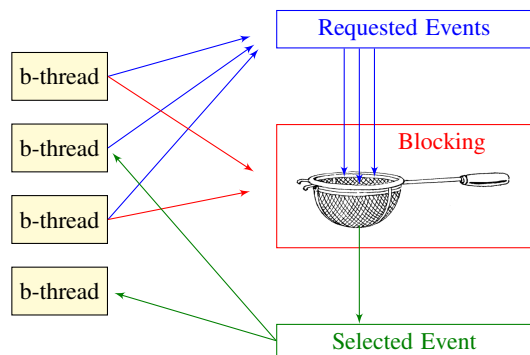 Requested Events
b-thread
b-thread
Blocking
b-thread
b-thread
Selected Event